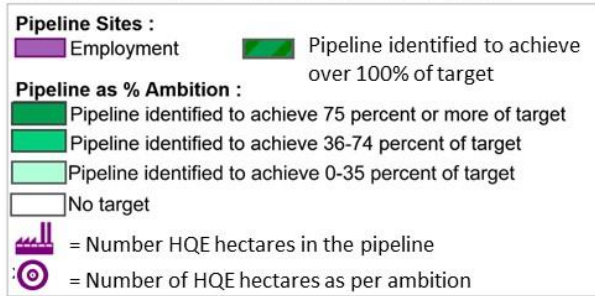 Pipeline Sites :
Employment
Pipeline identified to achieve
over 100% of target
Pipeline as % Ambition :
Pipeline identified to achieve 75 percent or more of target
Pipeline identified to achieve 36-74 percent of target
Pipeline identified to achieve 0-35 percent of target
No target
= Number HQE hectares in the pipeline
= Number of HQE hectares as per ambition